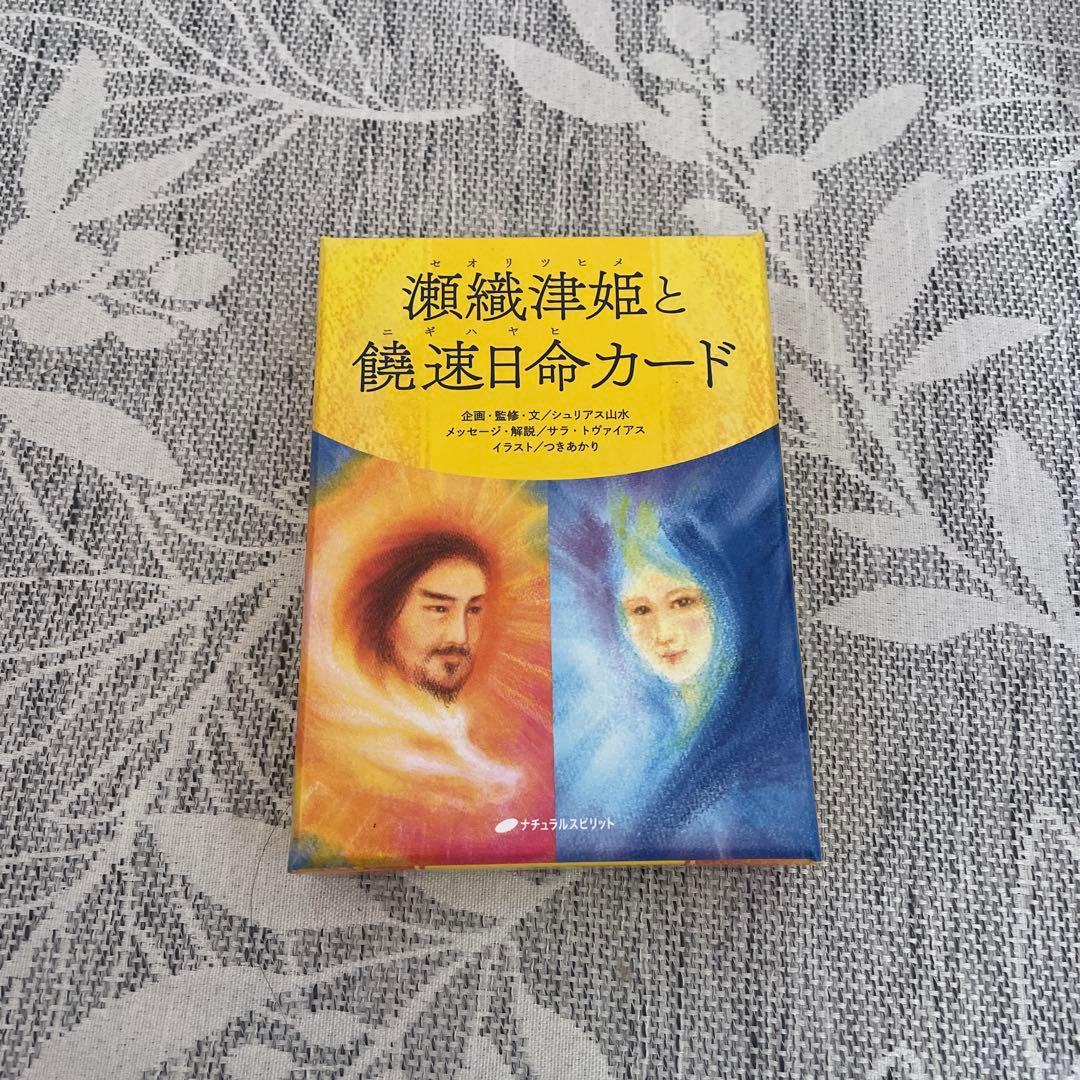 セオリツヒメ
瀬織津姫と
ニギハヤヒ
饒速日命カード
企画・監修・文／シュリアス山水
メッセージ・解説／サラ・トヴァイアス
イラスト／つきあかり
ナチュラルスピリット